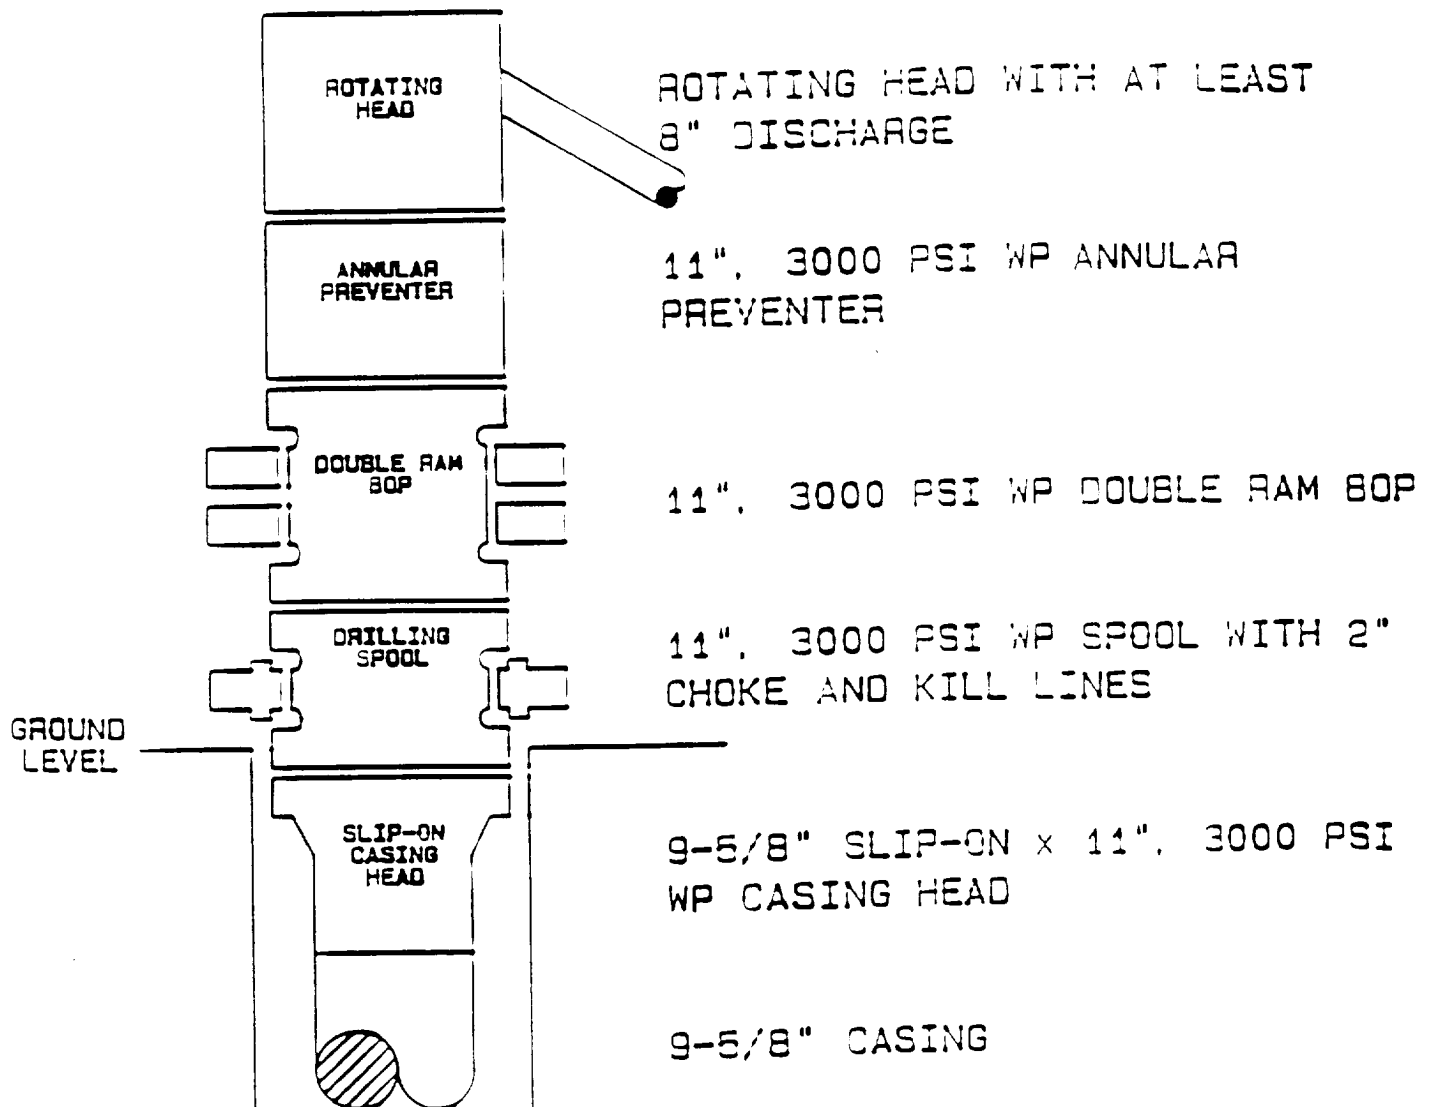 ROTATING
HEAD
ROTATING HEAD WITH AT LEAST
8" DISCHARGE
ANNULAR
PREVENTER
11", 3000 PSI WP ANNULAR
PREVENTER
DOUBLE RAM
BOP
11", 3000 PSI WP DOUBLE RAM BOP
DRILLING
SPOOL
11", 3000 PSI WP SPOOL WITH 2"
CHOKE AND KILL LINES
GROUND
LEVEL
SLIP-ON
CASING
HEAD
9-5/8" SLIP-ON x 11", 3000 PSI
WP CASING HEAD
9-5/8" CASING